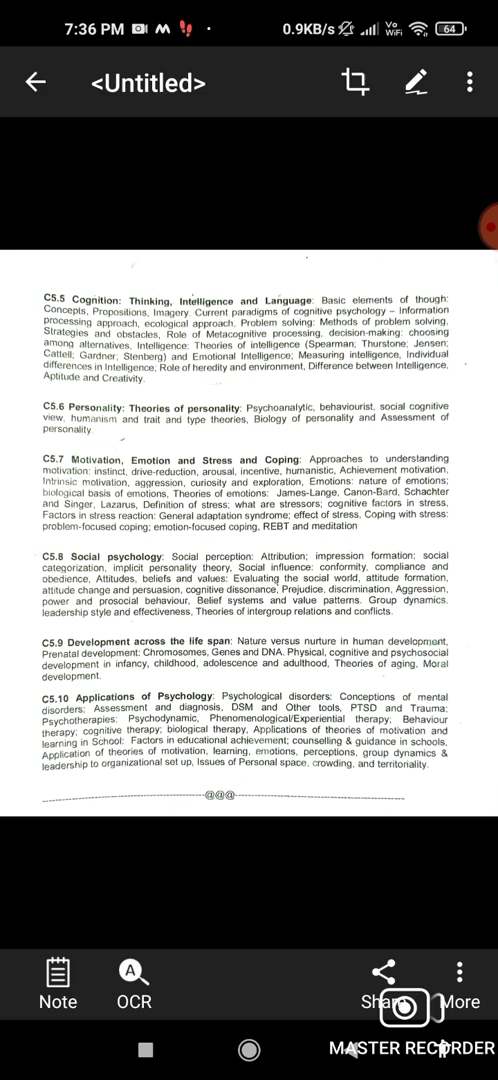 7:36 PM
0.9KB/s
Vo
WiFi
64
<Untitled>
C5.5 Cognition: Thinking, Intelligence and Language: Basic elements of though:
Concepts, Propositions, Imagery. Current paradigms of cognitive psychology – Information
processing approach, ecological approach, Problem solving: Methods of problem solving,
Strategies and obstacles, Role of Metacognitive processing, decision-making: choosing
among alternatives, Intelligence: Theories of intelligence (Spearman; Thurstone; Jensen;
Cattell; Gardner; Stenberg) and Emotional Intelligence; Measuring intelligence, Individual
differences in Intelligence; Role of heredity and environment, Difference between Intelligence,
Aptitude and Creativity.
C5.6 Personality: Theories of personality: Psychoanalytic, behaviourist, social cognitive
view, humanism and trait and type theories, Biology of personality and Assessment of
personality.
C5.7 Motivation, Emotion and Stress and Coping: Approaches to understanding
motivation: instinct, drive-reduction, arousal, incentive, humanistic, Achievement motivation,
Intrinsic motivation, aggression, curiosity and exploration, Emotions: nature of emotions;
biological basis of emotions, Theories of emotions: James-Lange, Canon-Bard, Schachter
and Singer, Lazarus, Definition of stress; what are stressors; cognitive factors in stress,
Factors in stress reaction: General adaptation syndrome; effect of stress, Coping with stress:
problem-focused coping; emotion-focused coping, REBT and meditation
C5.8 Social psychology: Social perception: Attribution; impression formation; social
categorization, implicit personality theory, Social influence: conformity, compliance and
obedience, Attitudes, beliefs and values: Evaluating the social world, attitude formation,
attitude change and persuasion, cognitive dissonance, Prejudice, discrimination, Aggression,
power and prosocial behaviour, Belief systems and value patterns. Group dynamics,
leadership style and effectiveness, Theories of intergroup relations and conflicts.
C5.9 Development across the life span: Nature versus nurture in human development,
Prenatal development: Chromosomes, Genes and DNA. Physical, cognitive and psychosocial
development in infancy, childhood, adolescence and adulthood, Theories of aging, Moral
development.
C5.10 Applications of Psychology: Psychological disorders: Conceptions of mental
disorders; Assessment and diagnosis, DSM and Other tools, PTSD and Trauma;
Psychotherapies: Psychodynamic, Phenomenological/Experiential therapy; Behaviour
therapy; cognitive therapy; biological therapy, Applications of theories of motivation and
learning in School: Factors in educational achievement; counselling & guidance in schools,
Application of theories of motivation, learning, emotions, perceptions, group dynamics &
leadership to organizational set up, Issues of Personal space, crowding, and territoriality.
@@@
Note
A
OCR
Share
More
MASTER RECORDER